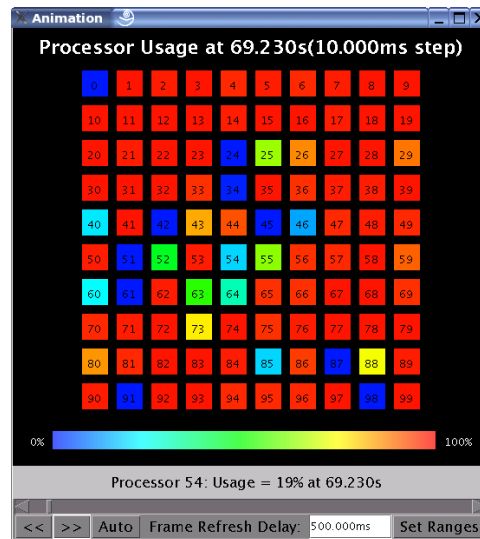 Animation
Processor Usage at 69.230s(10.000ms step)
0 1 2 3 4 5 6 7 8 9
10 11 12 13 14 15 16 17 18 19
20 21 22 23 24 25 26 27 28 29
30 31 32 33 34 35 36 37 38 39
40 41 42 43 44 45 46 47 48 49
50 51 52 53 54 55 56 57 58 59
60 61 62 63 64 65 66 67 68 69
70 71 72 73 74 75 76 77 78 79
80 81 82 83 84 85 86 87 88 89
90 91 92 93 94 95 96 97 98 99
0% 100%
Processor 54: Usage = 19% at 69.230s
<< >> Auto Frame Refresh Delay: 500.000ms Set Ranges